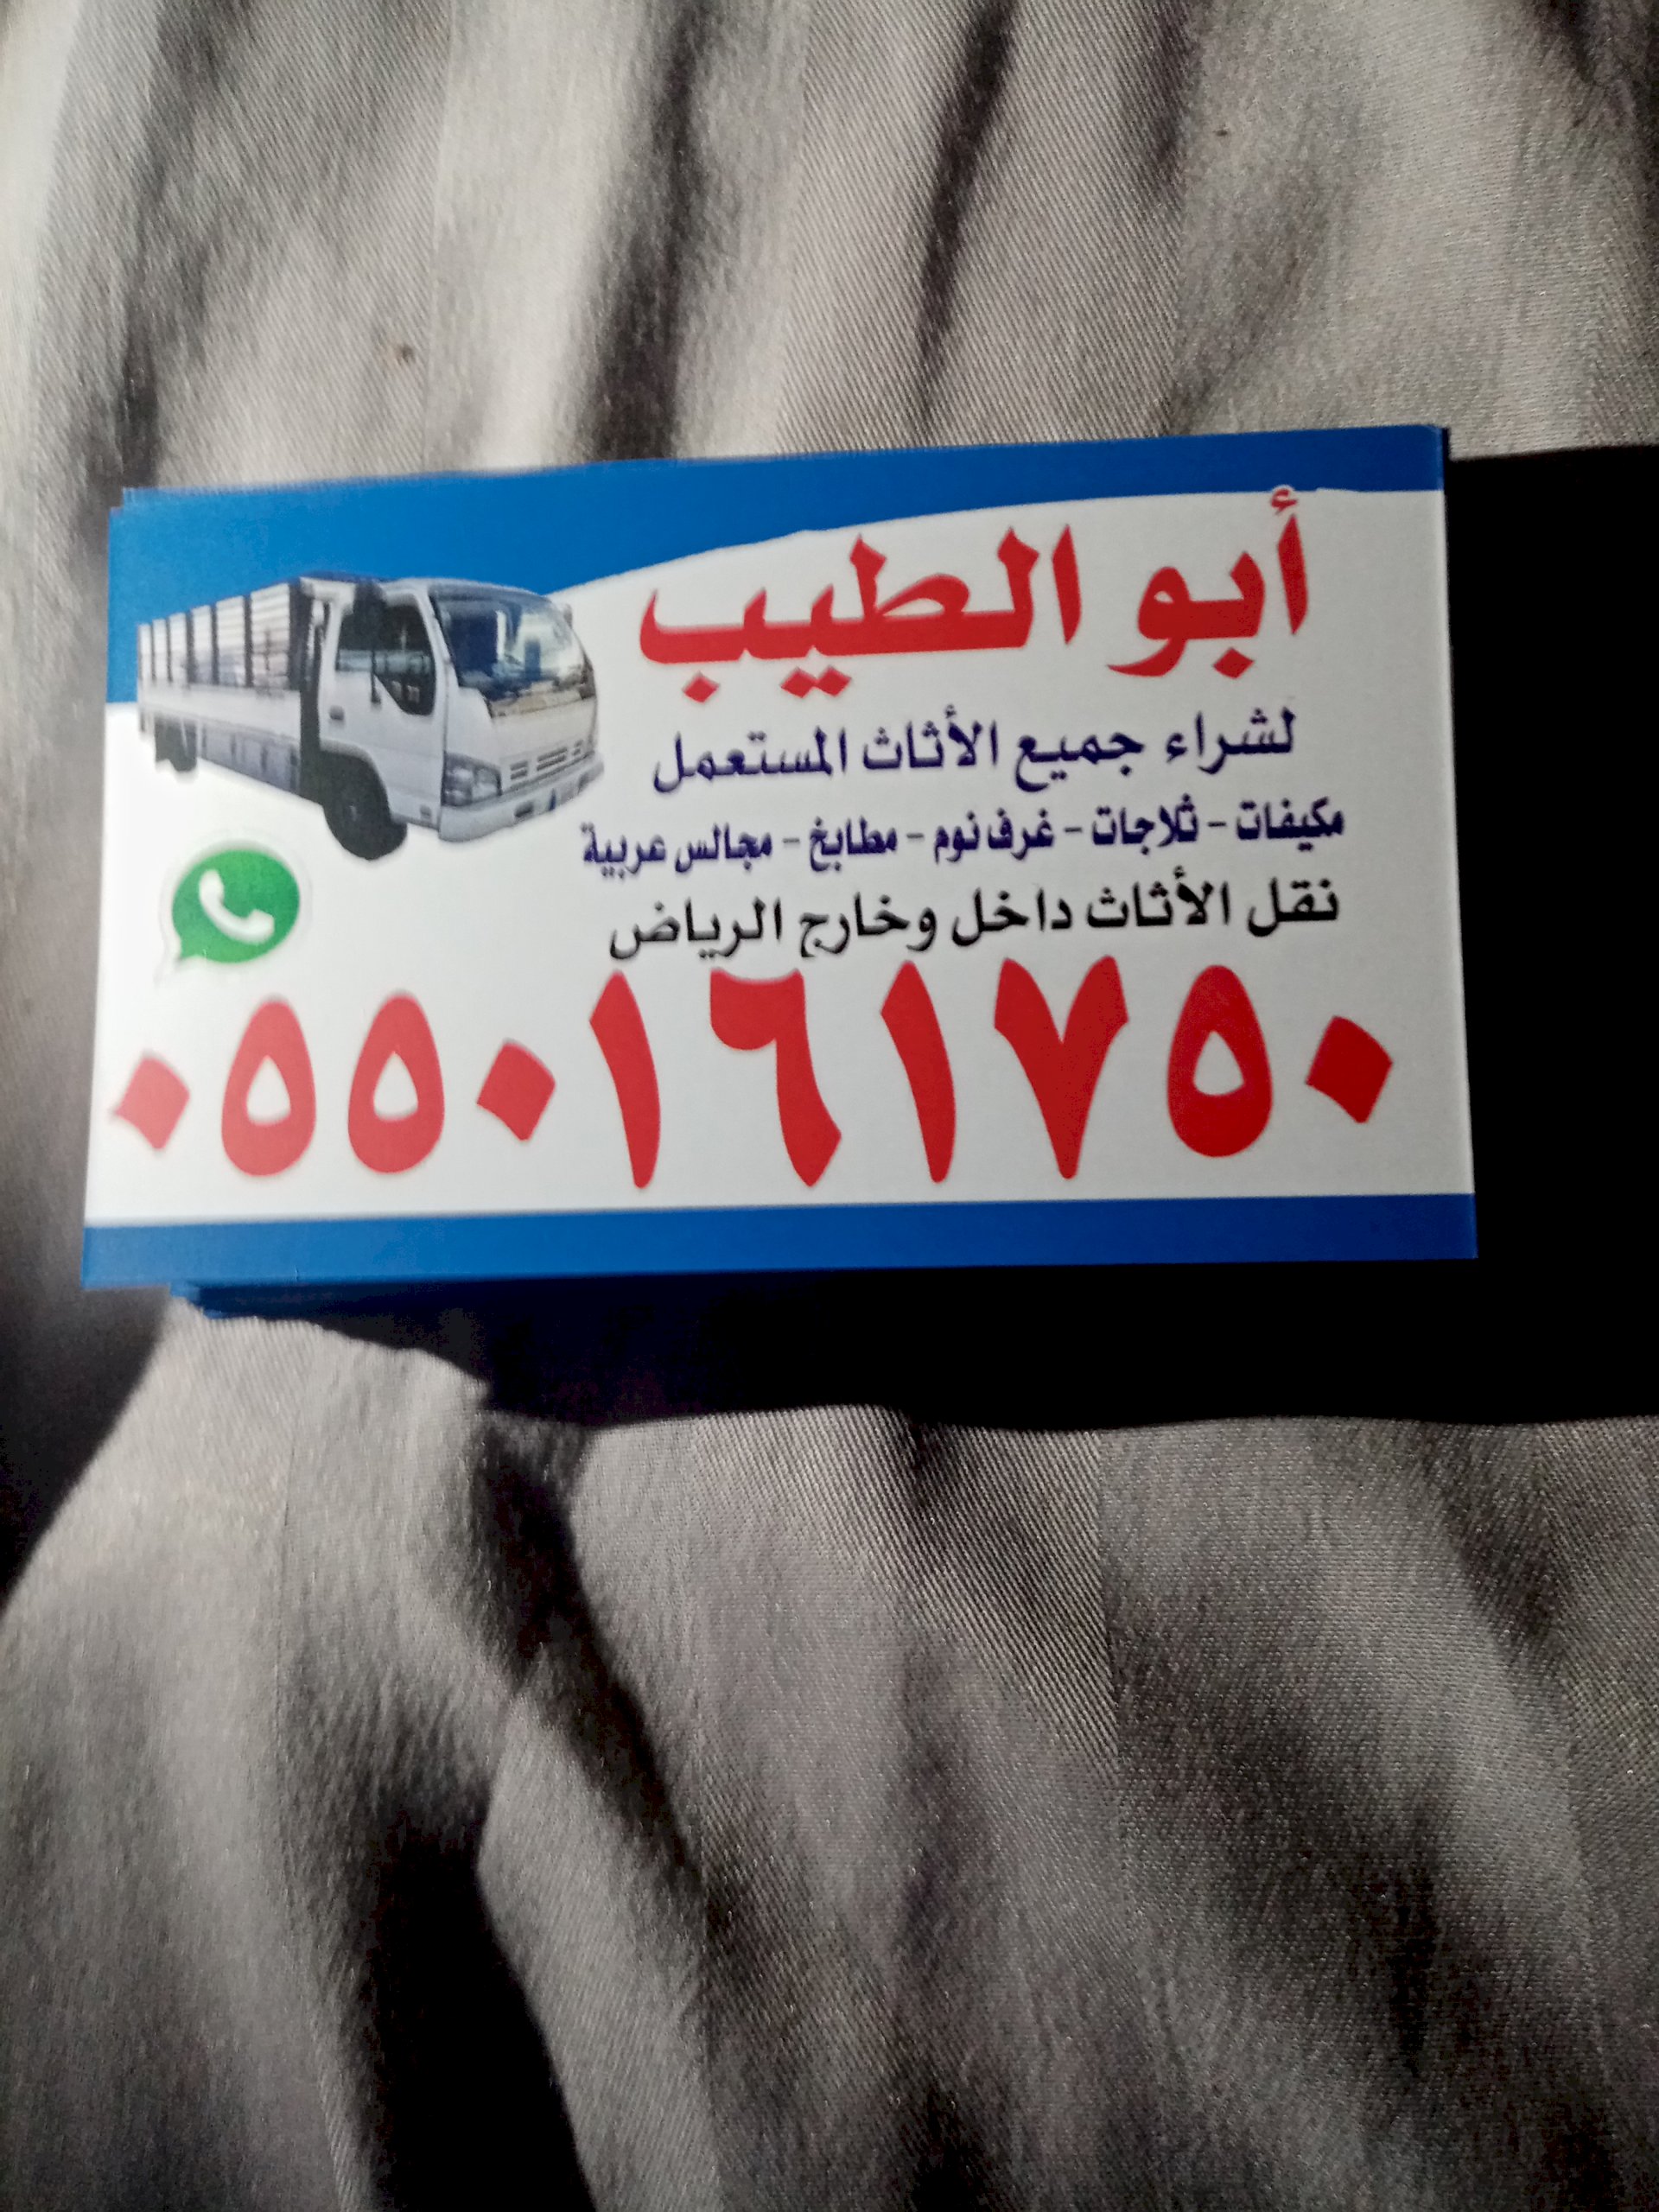 أبو الطيب
لشراء جميع الأثاث المستعمل
مكيفات - ثلاجات - غرف نوم - مطابخ - مجالس عربية
نقل الأثاث داخل وخارج الرياض
٠٥٥٠١٦١٧٥٠